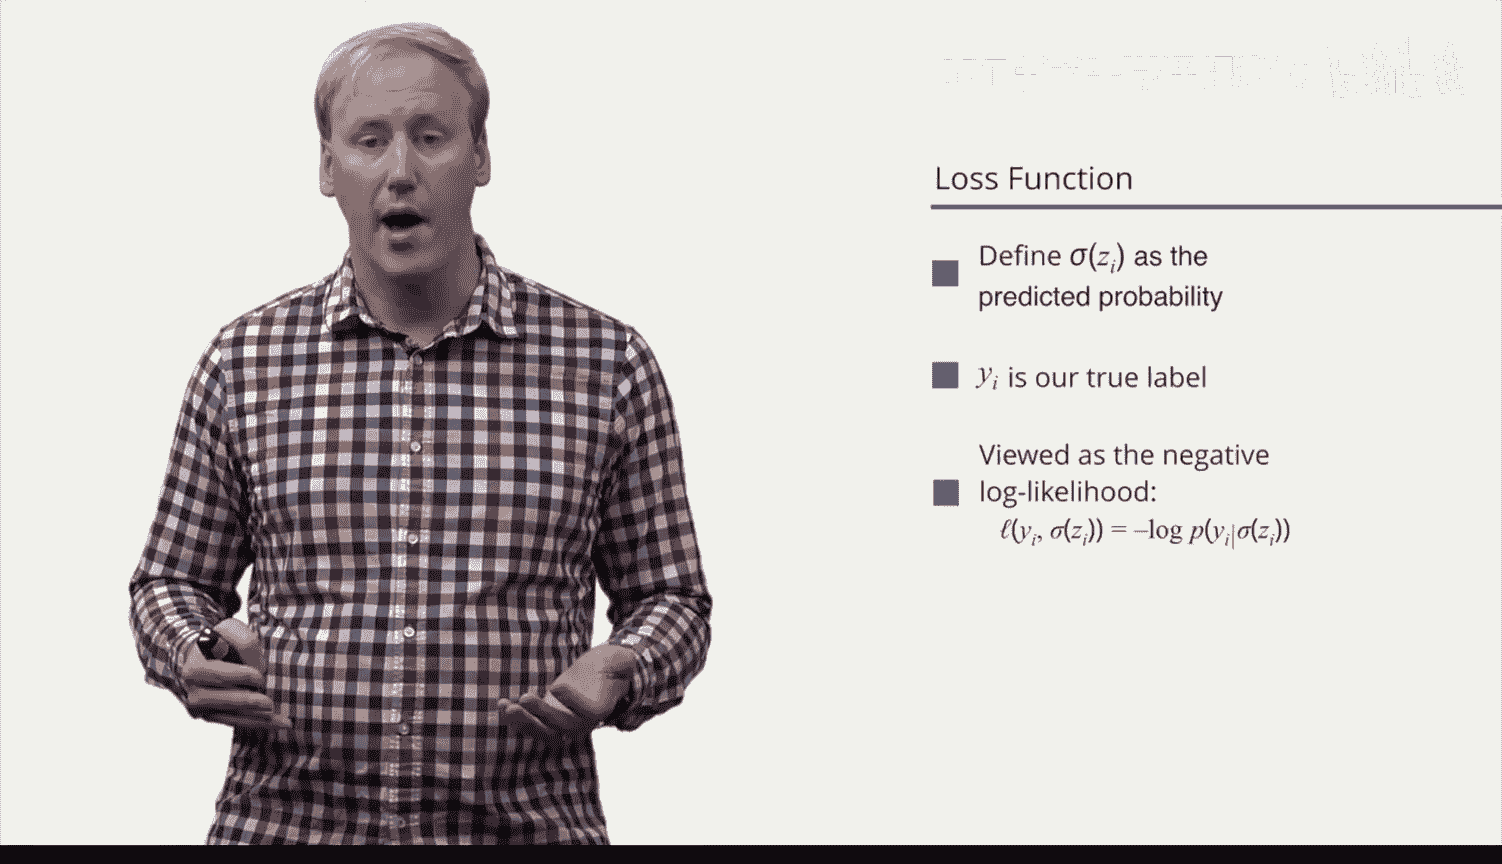 Loss Function
Define σ(zᵢ) as the
predicted probability
yᵢ is our true label
Viewed as the negative
log-likelihood:
ℓ(yᵢ, σ(zᵢ)) = –log p(yᵢ|σ(zᵢ))